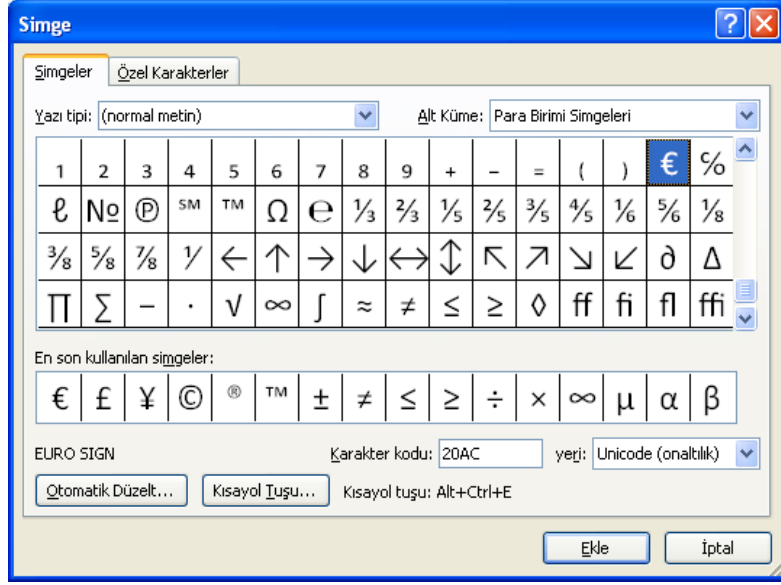 Simge
Simgeler Özel Karakterler
Yazı tipi: (normal metin) Alt Küme: Para Birimi Simgeleri
1 2 3 4 5 6 7 8 9 + − = ( ) € ℅
ℓ № ℗ ℠ ™ Ω ℮ ⅓ ⅔ ⅕ ⅖ ⅗ ⅘ ⅙ ⅚ ⅛
⅜ ⅝ ⅞ ⅟ ← ↑ → ↓ ↔ ↕ ↖ ↗ ↘ ↙ ∂ ∆
∏ ∑ − ∙ √ ∞ ∫ ≈ ≠ ≤ ≥ ◊ ff fi fl ffi
En son kullanılan simgeler:
€ £ ¥ © ® ™ ± ≠ ≤ ≥ ÷ × ∞ µ α β
EURO SIGN Karakter kodu: 20AC yeri: Unicode (onaltılık)
Otomatik Düzelt... Kısayol Tuşu... Kısayol tuşu: Alt+Ctrl+E
Ekle İptal